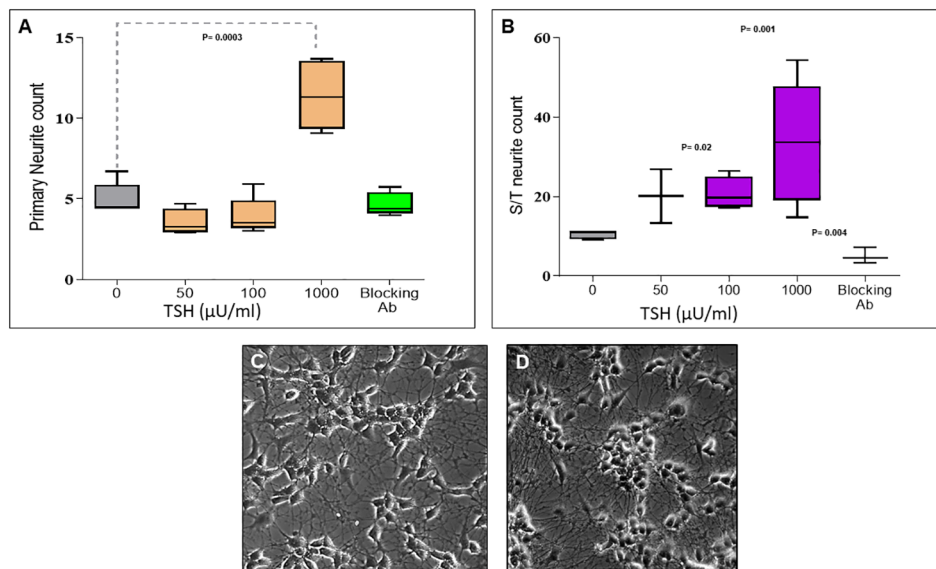 A
P= 0.0003
Primary Neurite count
15
10
5
0
0 50 100 1000 Blocking
Ab
TSH (µU/ml)
B
P= 0.001
S/T neurite count
60
40
20
0
P= 0.02
P= 0.004
0 50 100 1000 Blocking
Ab
TSH (µU/ml)
C
D